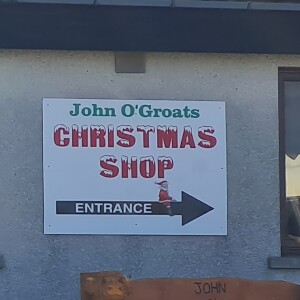 John O'Groats
CHRISTMAS
SHOP
ENTRANCE
JOHN